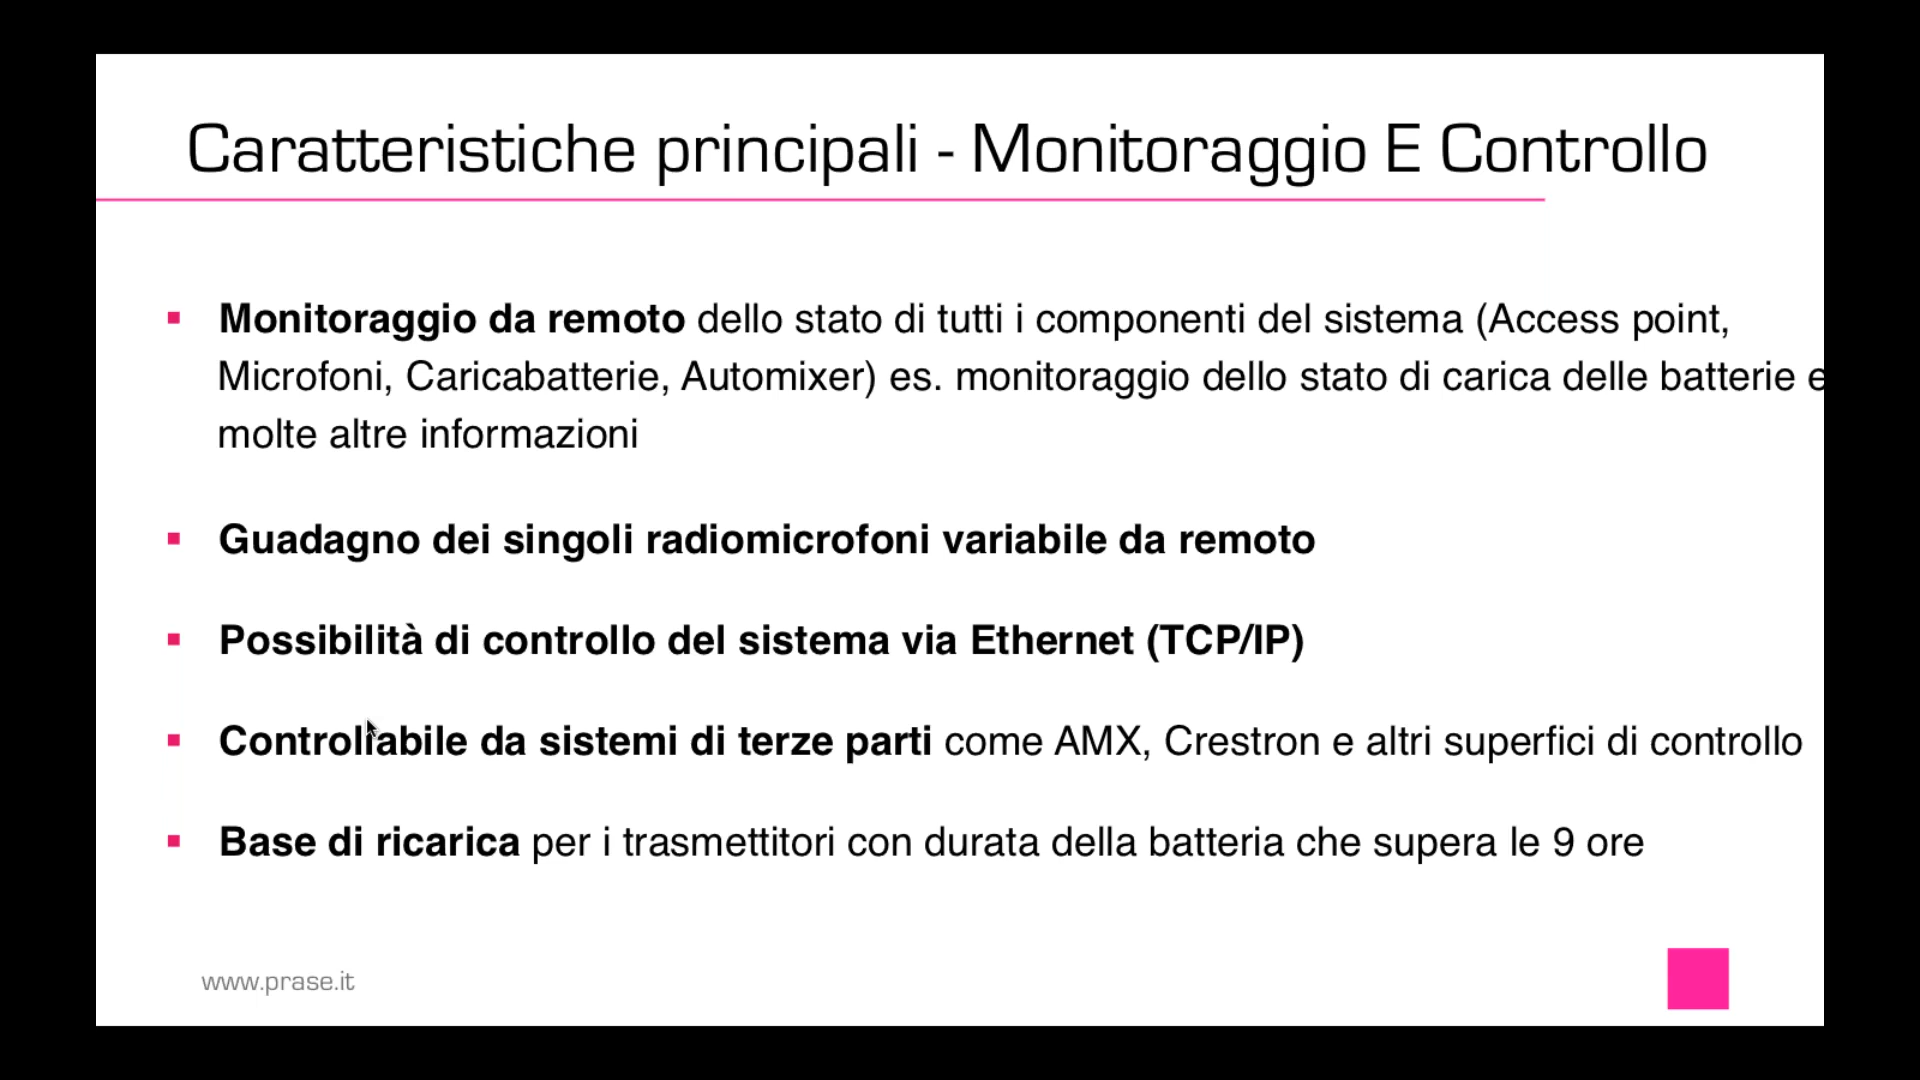 Caratteristiche principali - Monitoraggio E Controllo
Monitoraggio da remoto dello stato di tutti i componenti del sistema (Access point,
Microfoni, Caricabatterie, Automixer) es. monitoraggio dello stato di carica delle batterie e
molte altre informazioni
Guadagno dei singoli radiomicrofoni variabile da remoto
Possibilità di controllo del sistema via Ethernet (TCP/IP)
Controllabile da sistemi di terze parti come AMX, Crestron e altri superfici di controllo
Base di ricarica per i trasmettitori con durata della batteria che supera le 9 ore
www.prase.it